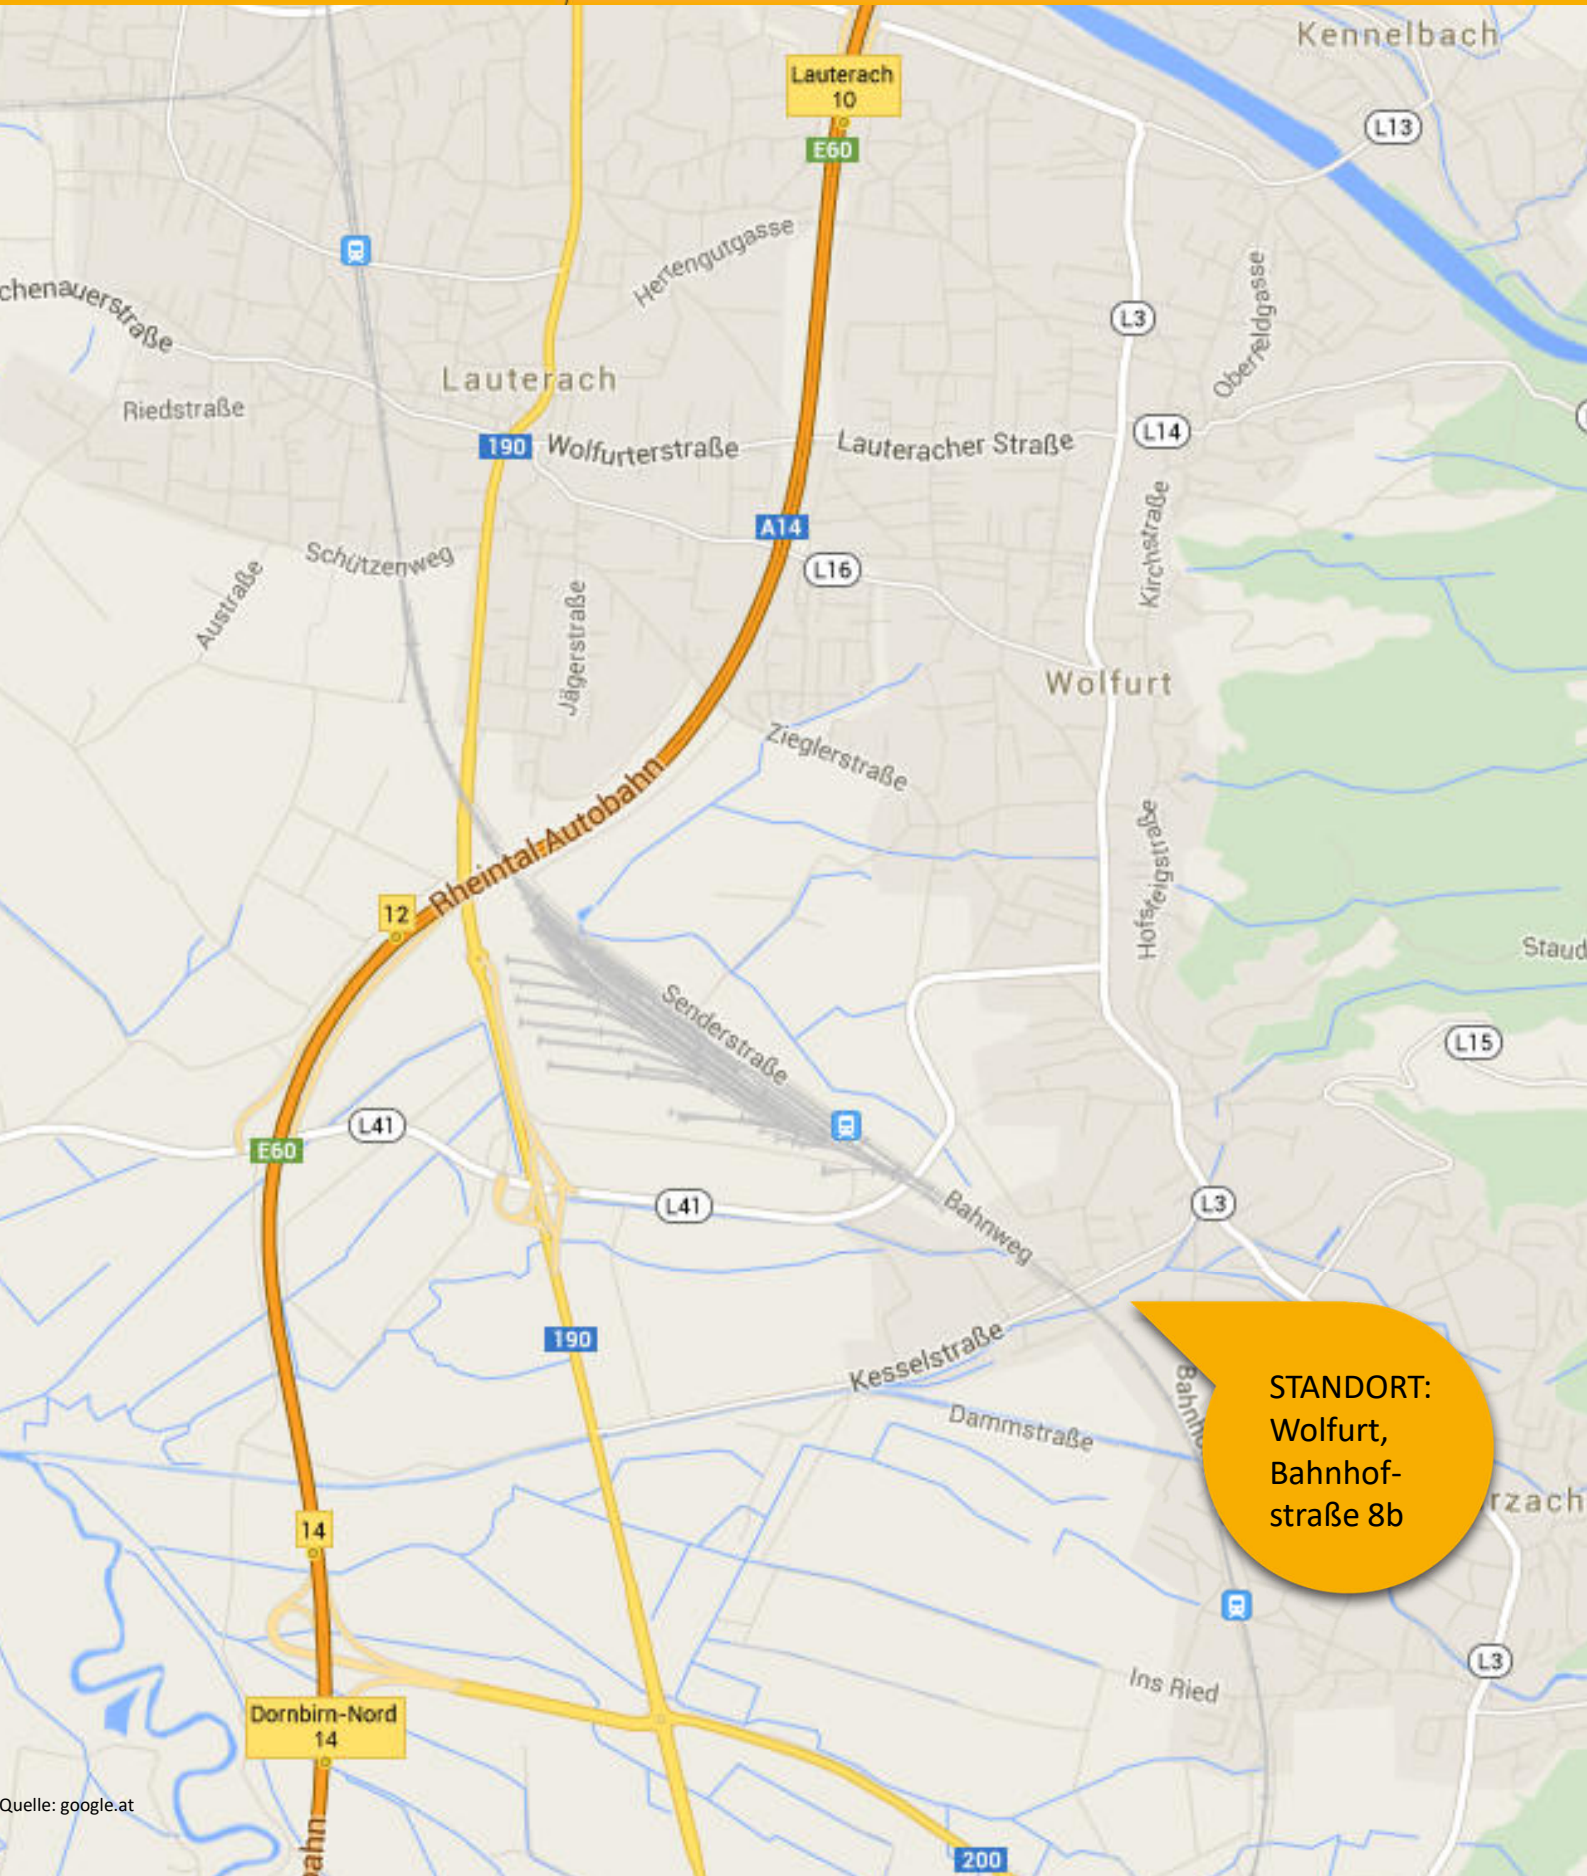 Kennelbach
Lauterach
10
E60
L13
Herrengutgasse
L3
Oberfeldgasse
Lauterach
Riedstraße
190
Wolfurterstraße
Lauteracher Straße
L14
Kirchstraße
A14
L16
Schützenweg
Austraße
Jägerstraße
Wolfurt
Zieglerstraße
Rheintal Autobahn
Hofsteigstraße
12
Staud
Senderstraße
L15
L41
E60
L41
L3
Bahnweg
190
Kesselstraße
Dammstraße
STANDORT:
Wolfurt,
Bahnhof-
straße 8b
rzach
14
Ins Ried
L3
Dornbirn-Nord
14
Quelle: google.at
200